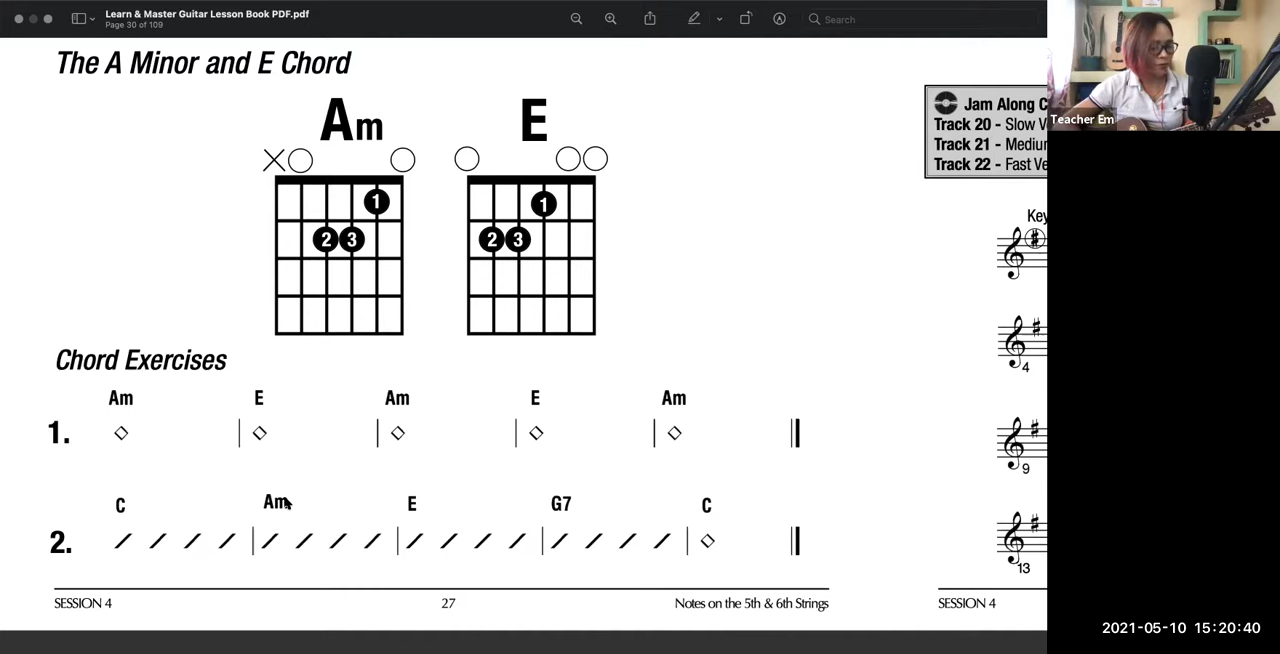 Learn & Master Guitar Lesson Book PDF.pdf
Page 30 of 109
Search
The A Minor and E Chord
Am E
1 1
2 3 2 3
Chord Exercises
Am E Am E Am
1.
C Am E G7 C
2.
SESSION 4 27 Notes on the 5th & 6th Strings
Jam Along C
Track 20 - Slow V
Track 21 - Medium
Track 22 - Fast Ve
Key
4
9
13
SESSION 4
Teacher Em
2021-05-10 15:20:40